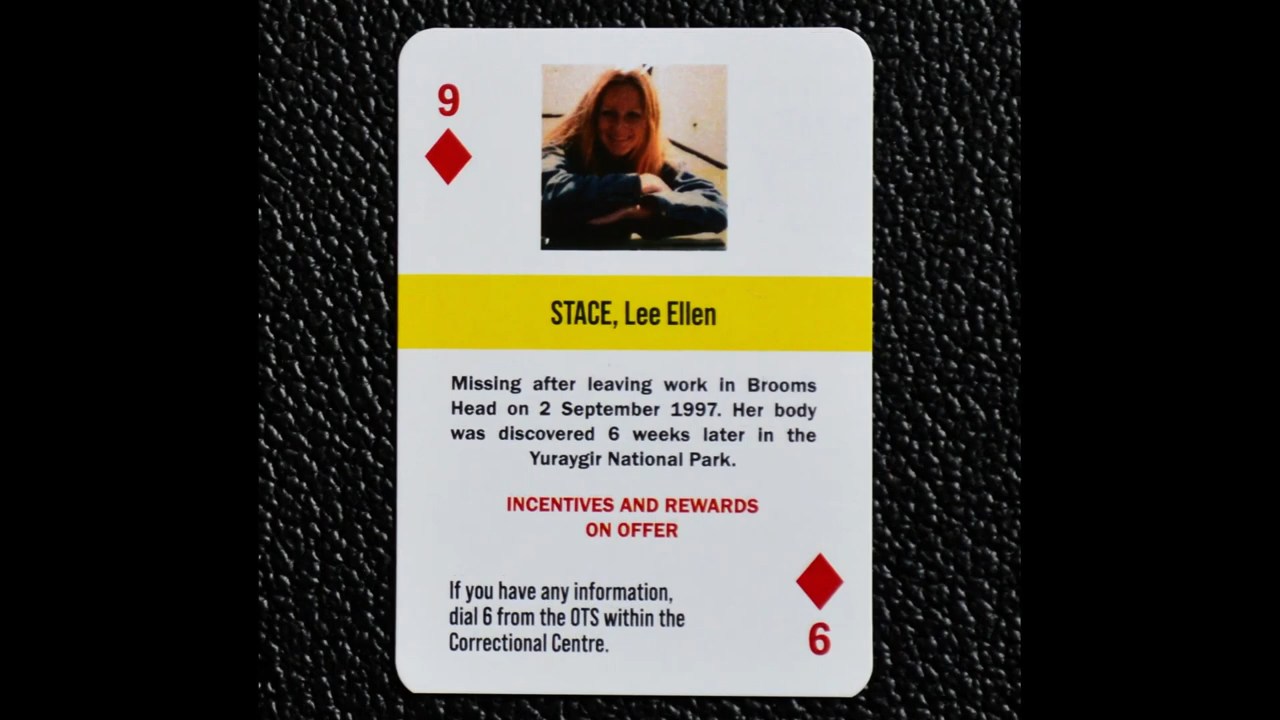 9
STACE, Lee Ellen
Missing after leaving work in Brooms
Head on 2 September 1997. Her body
was discovered 6 weeks later in the
Yuraygir National Park.
INCENTIVES AND REWARDS
ON OFFER
If you have any information,
dial 6 from the OTS within the
Correctional Centre.
9